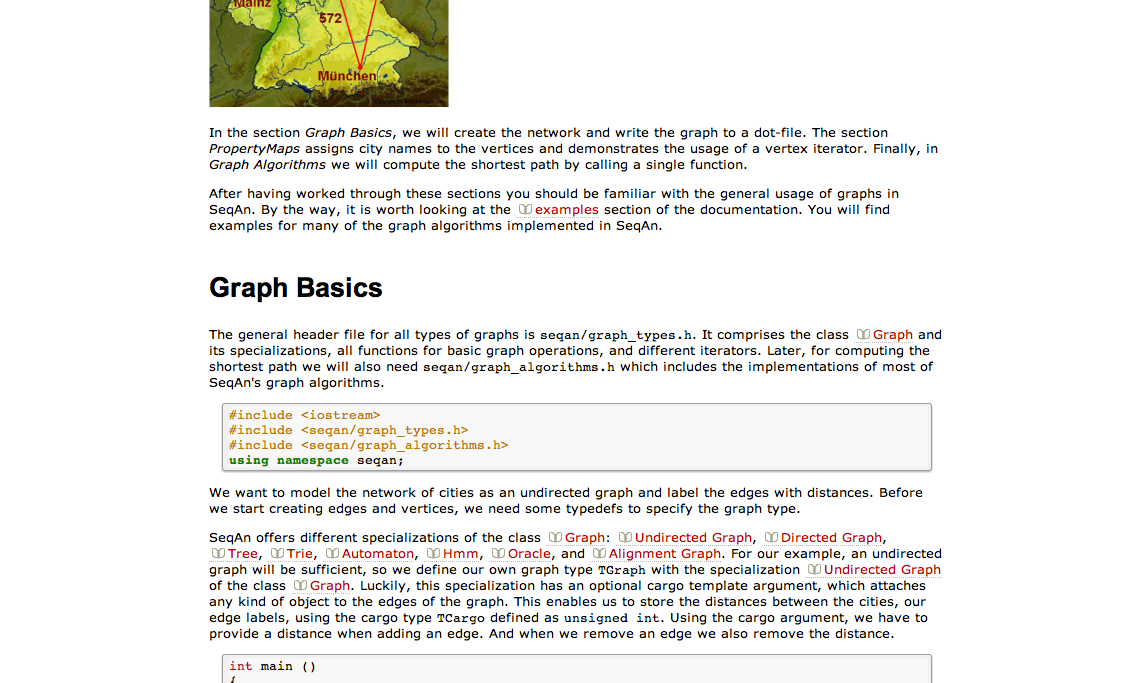 Mainz
572
München
In the section Graph Basics, we will create the network and write the graph to a dot-file. The section
PropertyMaps assigns city names to the vertices and demonstrates the usage of a vertex iterator. Finally, in
Graph Algorithms we will compute the shortest path by calling a single function.
After having worked through these sections you should be familiar with the general usage of graphs in
SeqAn. By the way, it is worth looking at the examples section of the documentation. You will find
examples for many of the graph algorithms implemented in SeqAn.
Graph Basics
The general header file for all types of graphs is seqan/graph_types.h. It comprises the class Graph and
its specializations, all functions for basic graph operations, and different iterators. Later, for computing the
shortest path we will also need seqan/graph_algorithms.h which includes the implementations of most of
SeqAn's graph algorithms.
#include <iostream>
#include <seqan/graph_types.h>
#include <seqan/graph_algorithms.h>
using namespace seqan;
We want to model the network of cities as an undirected graph and label the edges with distances. Before
we start creating edges and vertices, we need some typedefs to specify the graph type.
SeqAn offers different specializations of the class Graph: Undirected Graph, Directed Graph,
Tree, Trie, Automaton, Hmm, Oracle, and Alignment Graph. For our example, an undirected
graph will be sufficient, so we define our own graph type TGraph with the specialization Undirected Graph
of the class Graph. Luckily, this specialization has an optional cargo template argument, which attaches
any kind of object to the edges of the graph. This enables us to store the distances between the cities, our
edge labels, using the cargo type TCargo defined as unsigned int. Using the cargo argument, we have to
provide a distance when adding an edge. And when we remove an edge we also remove the distance.
int main ()
{